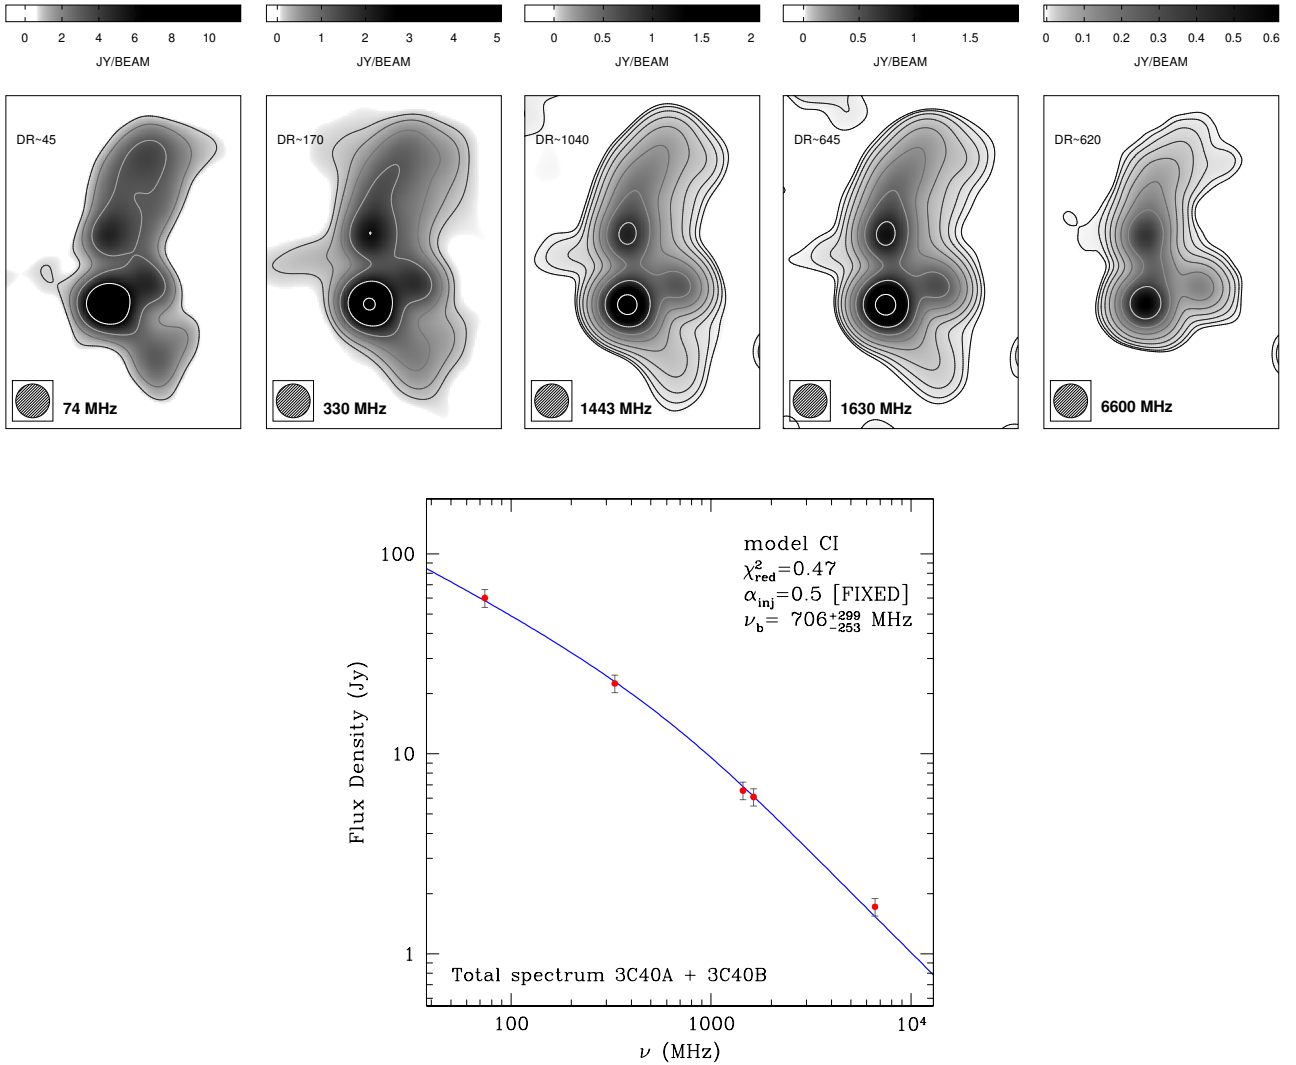 0 2 4 6 8 10
JY/BEAM
0 1 2 3 4 5
JY/BEAM
0 0.5 1 1.5 2
JY/BEAM
0 0.5 1 1.5
JY/BEAM
0 0.1 0.2 0.3 0.4 0.5 0.6
JY/BEAM
DR~45
74 MHz
DR~170
330 MHz
DR~1040
1443 MHz
DR~645
1630 MHz
DR~620
6600 MHz
model CI
χ²red=0.47
αinj=0.5 [FIXED]
νb= 706+299−253 MHz
100
10
1
Flux Density (Jy)
Total spectrum 3C40A + 3C40B
100 1000 10⁴
ν (MHz)